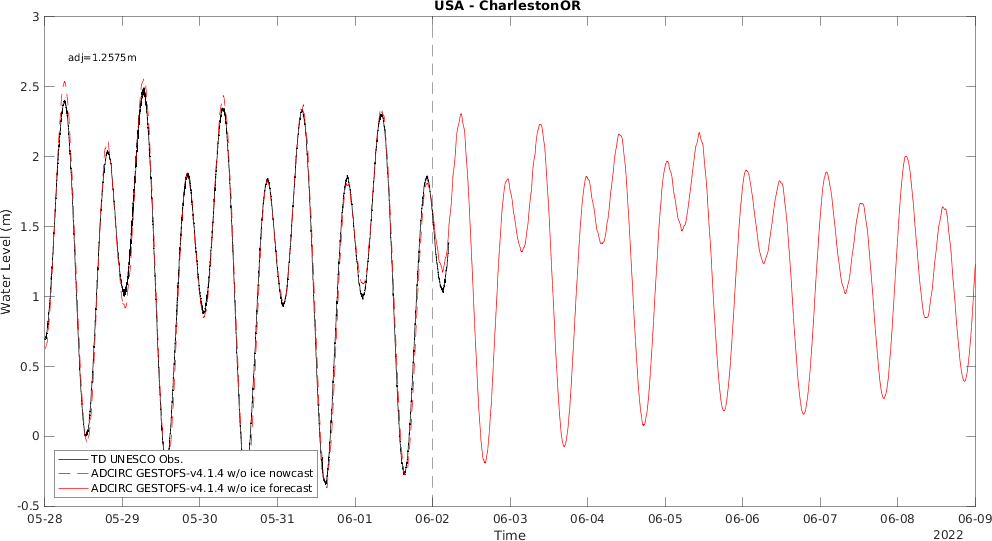 USA - CharlestonOR
adj=1.2575m
3
2.5
2
1.5
1
0.5
0
-0.5
Water Level (m)
TD UNESCO Obs.
ADCIRC GESTOFS-v4.1.4 w/o ice nowcast
ADCIRC GESTOFS-v4.1.4 w/o ice forecast
05-28 05-29 05-30 05-31 06-01 06-02 06-03 06-04 06-05 06-06 06-07 06-08 06-09
Time
2022